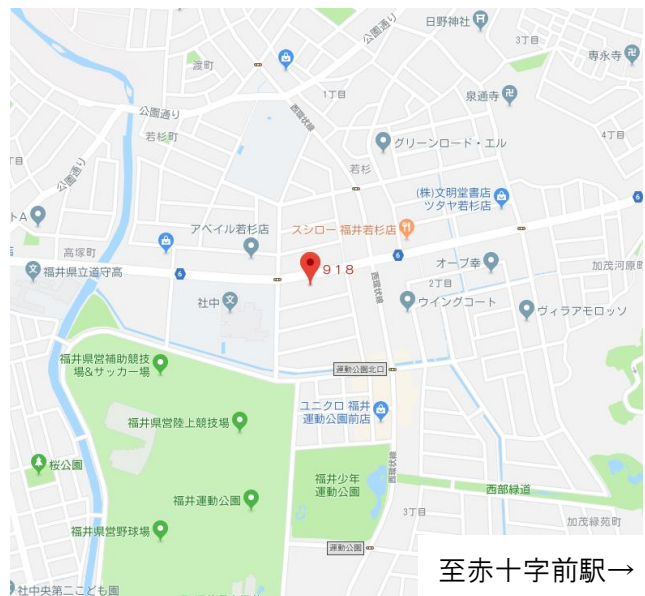 日野神社
公園通り
3丁目
専永寺
渡町
泉通寺
1丁目
公園通り
西環状線
若杉町
4丁目
グリーンロード・エル
丁目
若杉
公園通り
(株)文明堂書店
ツタヤ若杉店
6
トA
アベイル若杉店
スシロー 福井若杉店
高塚町
6
オーブ幸
加茂河原町
福井県立道守高
6
918
2丁目
西環状線
社中
ウイングコート
ヴィラアモロッソ
福井県営補助競技
場&サッカー場
運動公園北口
ユニクロ 福井
運動公園前店
福井県営陸上競技場
桜公園
西環状線
福井少年
運動公園
西部緑道
福井運動公園
3丁目
加茂緑苑町
福井県営野球場
運動公園
至赤十字前駅→
社中央第二こども園